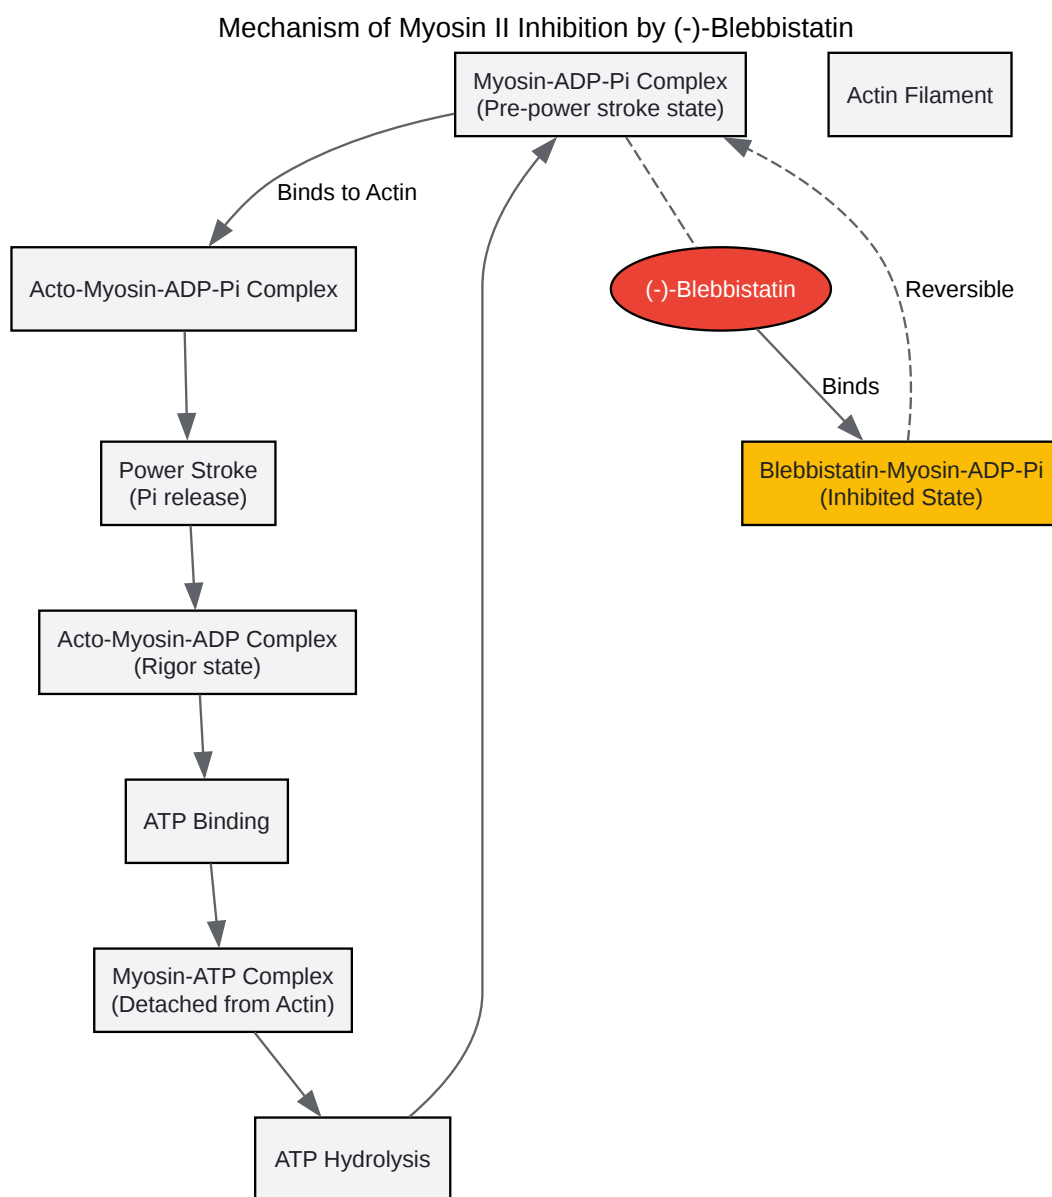 Mechanism of Myosin II Inhibition by (-)-Blebbistatin
Myosin-ADP-Pi Complex
(Pre-power stroke state)
Actin Filament
Binds to Actin
Acto-Myosin-ADP-Pi Complex
(-)-Blebbistatin
Reversible
Binds
Power Stroke
(Pi release)
Blebbistatin-Myosin-ADP-Pi
(Inhibited State)
Acto-Myosin-ADP Complex
(Rigor state)
ATP Binding
Myosin-ATP Complex
(Detached from Actin)
ATP Hydrolysis